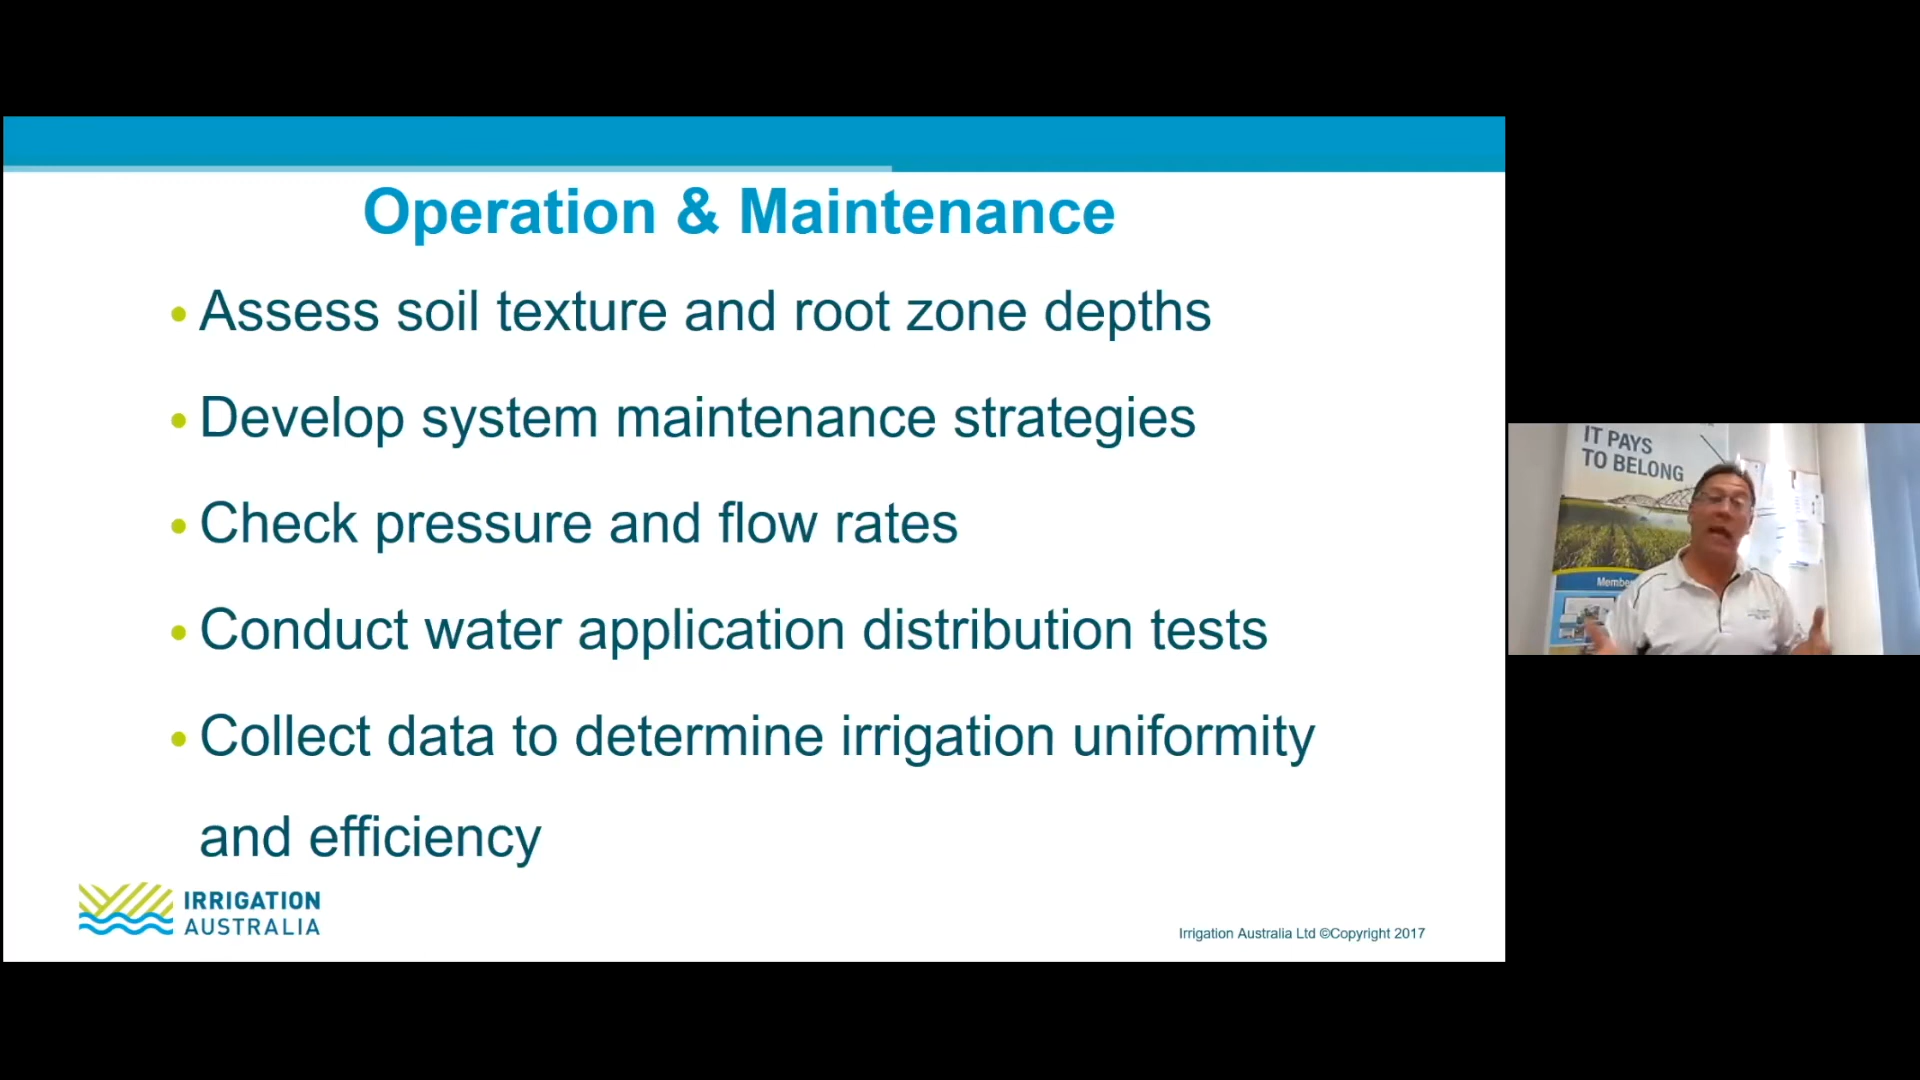 Operation & Maintenance
• Assess soil texture and root zone depths
• Develop system maintenance strategies
• Check pressure and flow rates
• Conduct water application distribution tests
• Collect data to determine irrigation uniformity
and efficiency
IRRIGATION
AUSTRALIA
Irrigation Australia Ltd ©Copyright 2017
IT PAYS
TO BELONG